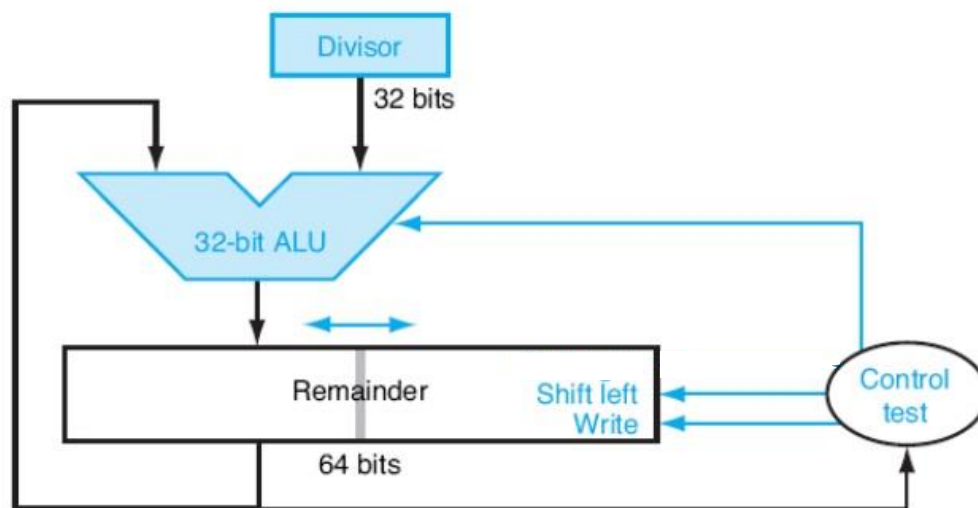 Divisor
32 bits
32-bit ALU
Remainder
Shift left
Write
Control
test
64 bits